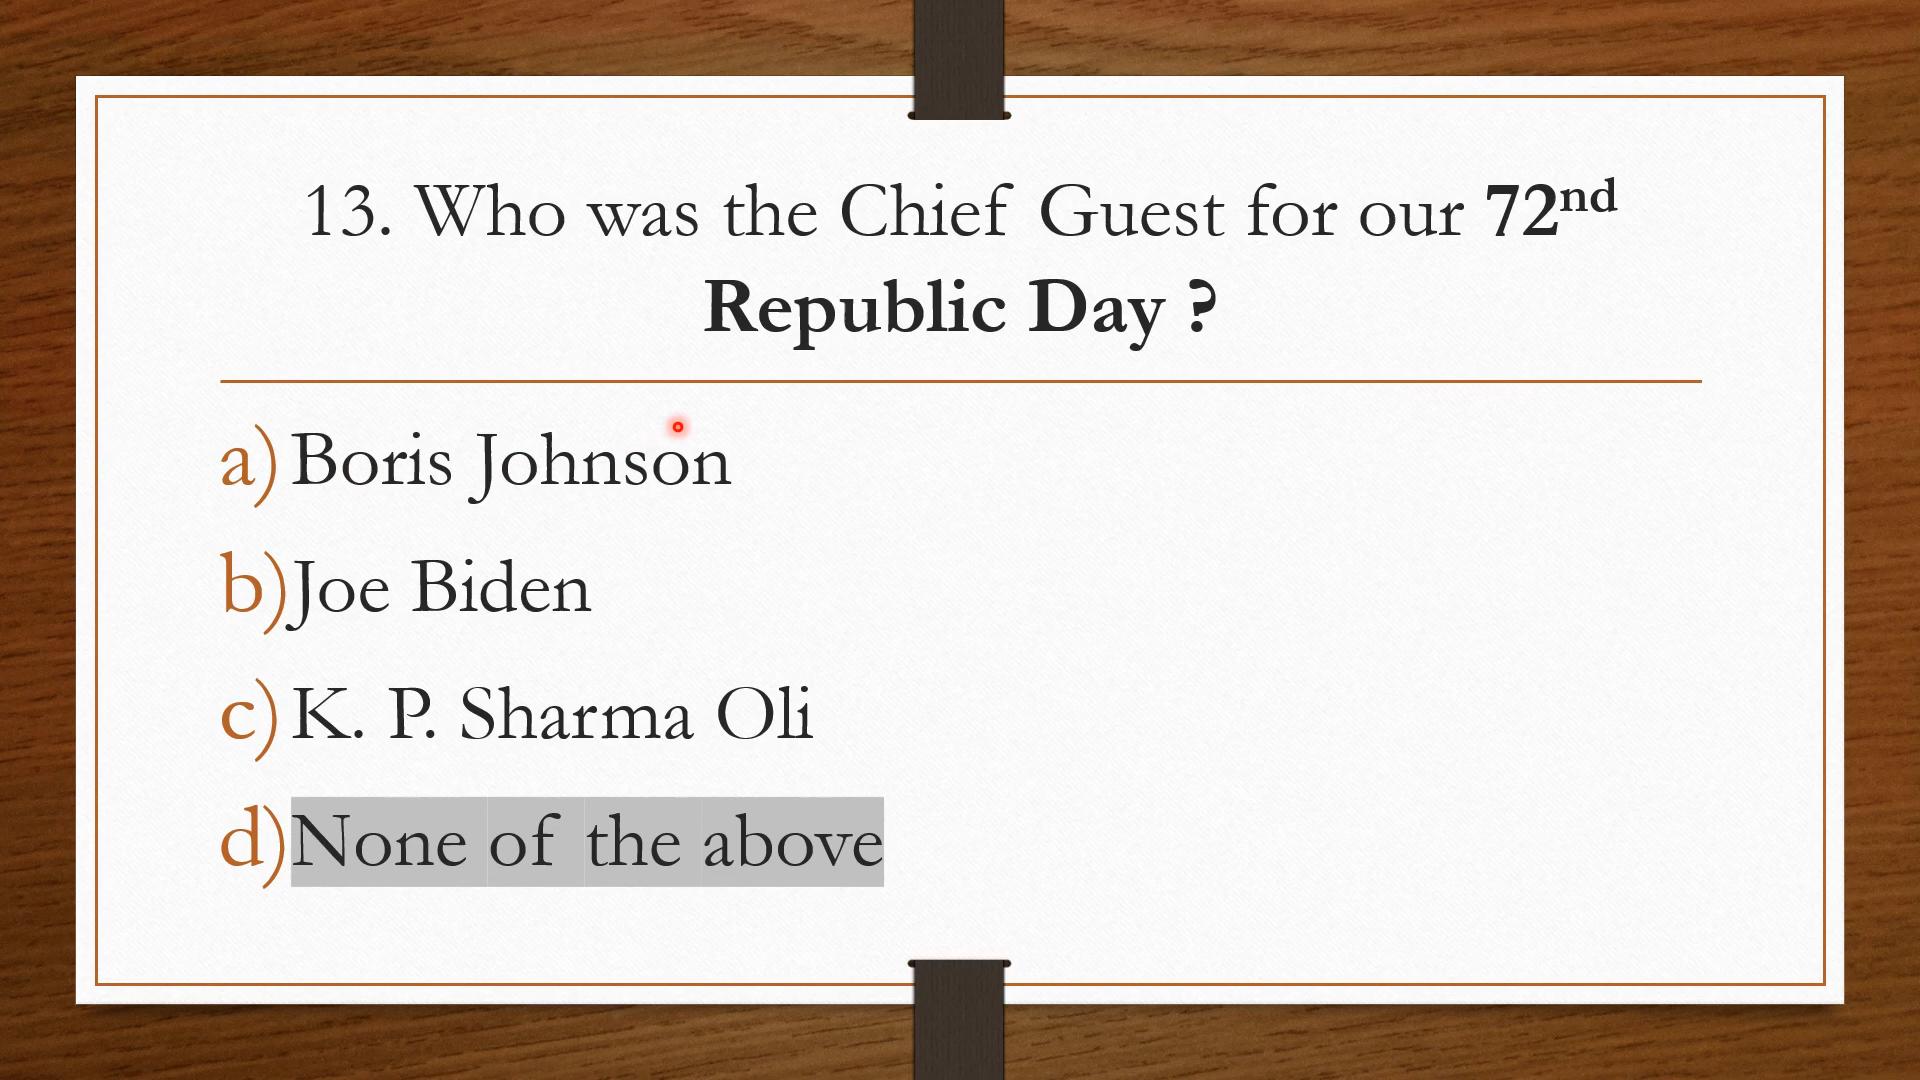 13. Who was the Chief Guest for our 72nd
Republic Day ?
a) Boris Johnson
b) Joe Biden
c) K. P. Sharma Oli
d) None of the above